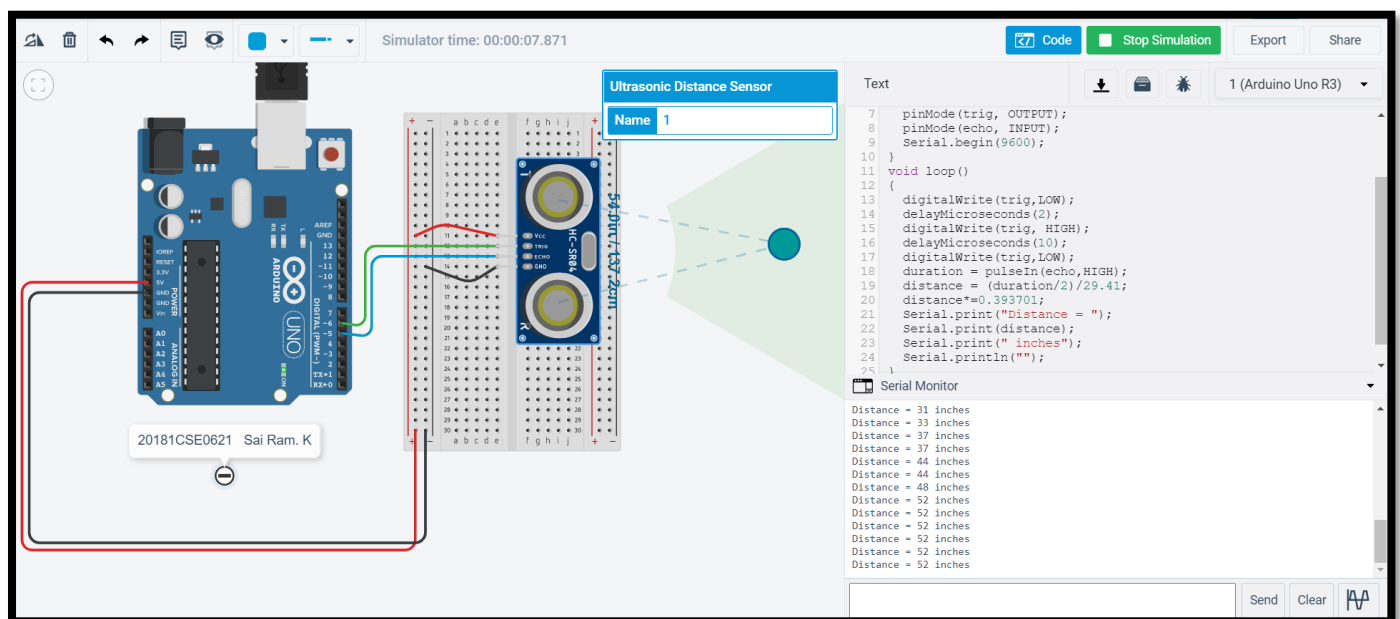 Simulator time: 00:00:07.871
Code
Stop Simulation
Export
Share
Ultrasonic Distance Sensor
Name 1
Text
1 (Arduino Uno R3)
7 pinMode(trig, OUTPUT);
8 pinMode(echo, INPUT);
9 Serial.begin(9600);
10 }
11 void loop()
12 {
13 digitalWrite(trig,LOW);
14 delayMicroseconds(2);
15 digitalWrite(trig, HIGH);
16 delayMicroseconds(10);
17 digitalWrite(trig,LOW);
18 duration = pulseIn(echo,HIGH);
19 distance = (duration/2)/29.41;
20 distance*=0.393701;
21 Serial.print("Distance = ");
22 Serial.print(distance);
23 Serial.print(" inches");
24 Serial.println("");
25 }
Serial Monitor
Distance = 31 inches
Distance = 33 inches
Distance = 37 inches
Distance = 37 inches
Distance = 44 inches
Distance = 44 inches
Distance = 48 inches
Distance = 52 inches
Distance = 52 inches
Distance = 52 inches
Distance = 52 inches
Distance = 52 inches
Distance = 52 inches
Send
Clear
AREF
GND
13
12
~11
~10
~9
8
7
~6
~5
4
~3
2
TX→1
RX←0
DIGITAL (PWM~)
IOREF
RESET
3.3V
5V
GND
GND
Vin
POWER
A0
A1
A2
A3
A4
A5
ANALOG IN
TX
RX
ARDUINO
UNO
ON
+ − a b c d e f g h i j +
HC-SR04
T
Vcc
TRIG
ECHO
GND
R
54.0in / 137.2cm
+ − a b c d e f g h i j + −
20181CSE0621 Sai Ram. K